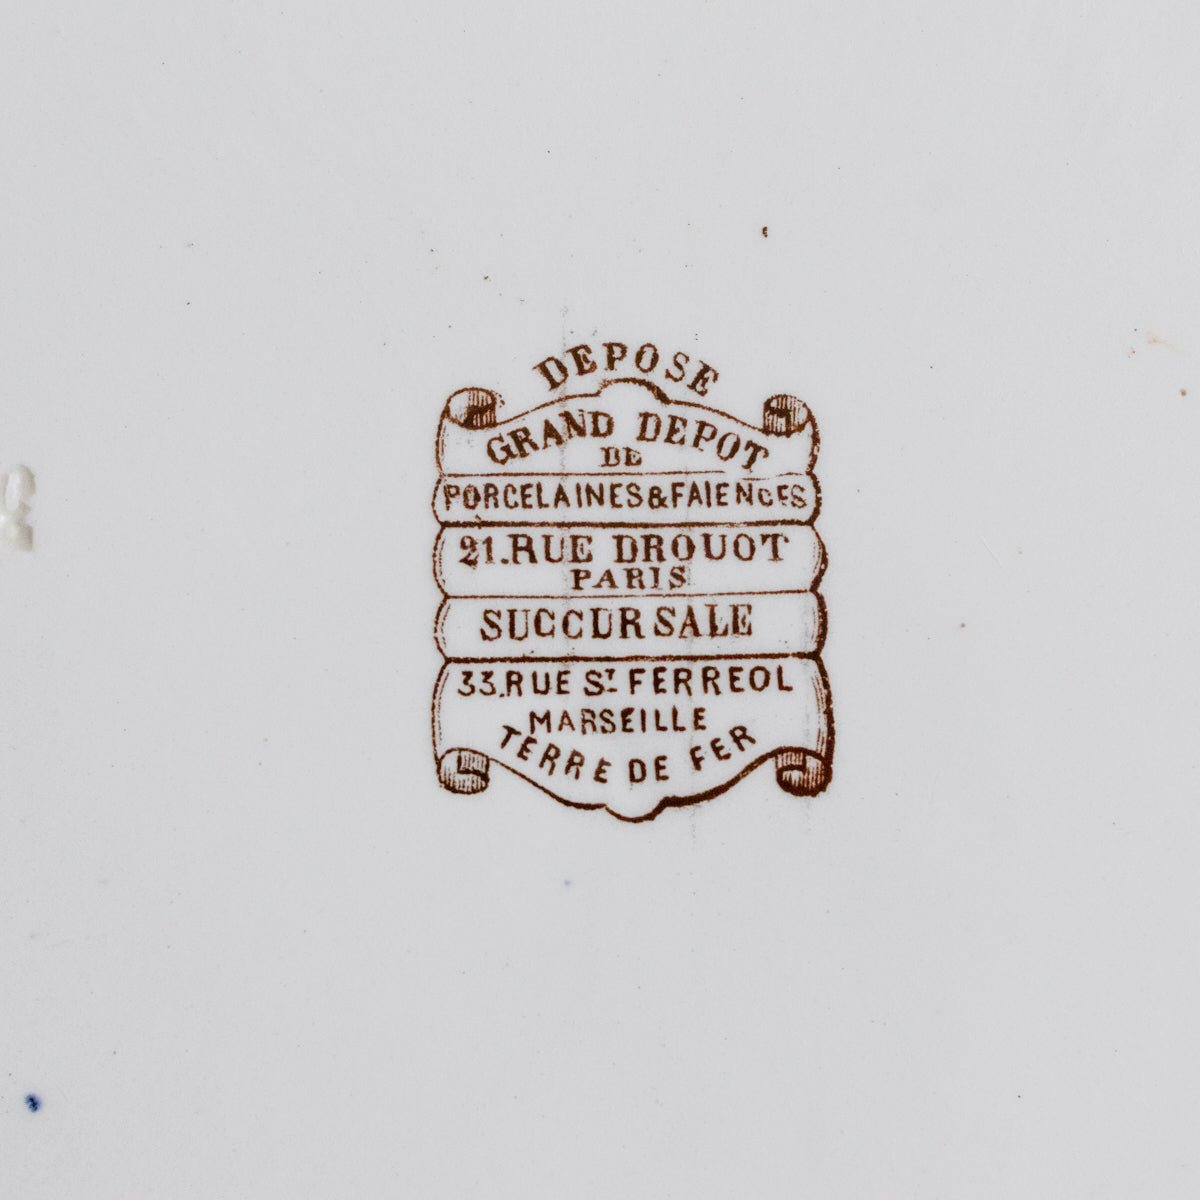 DEPOSE
GRAND DEPOT
DE
PORCELAINES & FAIENCES
21. RUE DROUOT
PARIS
SUCCURSALE
33. RUE ST FERREOL
MARSEILLE
TERRE DE FER